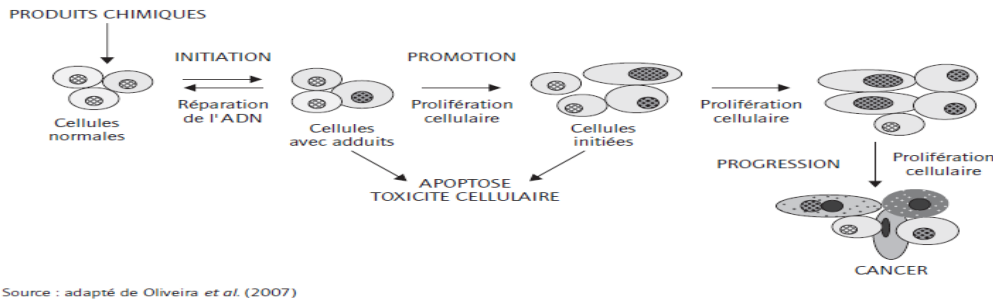 PRODUITS CHIMIQUES
INITIATION
Réparation
de l'ADN
PROMOTION
Prolifération
cellulaire
Prolifération
cellulaire
Cellules
normales
Cellules
avec adduits
Cellules
initiées
APOPTOSE
TOXICITE CELLULAIRE
PROGRESSION
Prolifération
cellulaire
CANCER
Source : adapté de Oliveira et al. (2007)